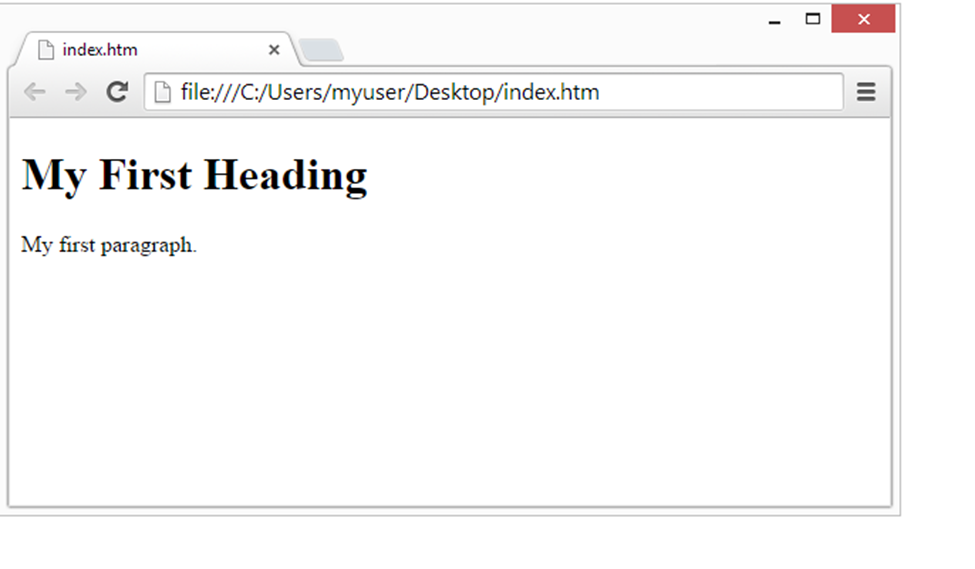 index.htm
file:///C:/Users/myuser/Desktop/index.htm
My First Heading
My first paragraph.